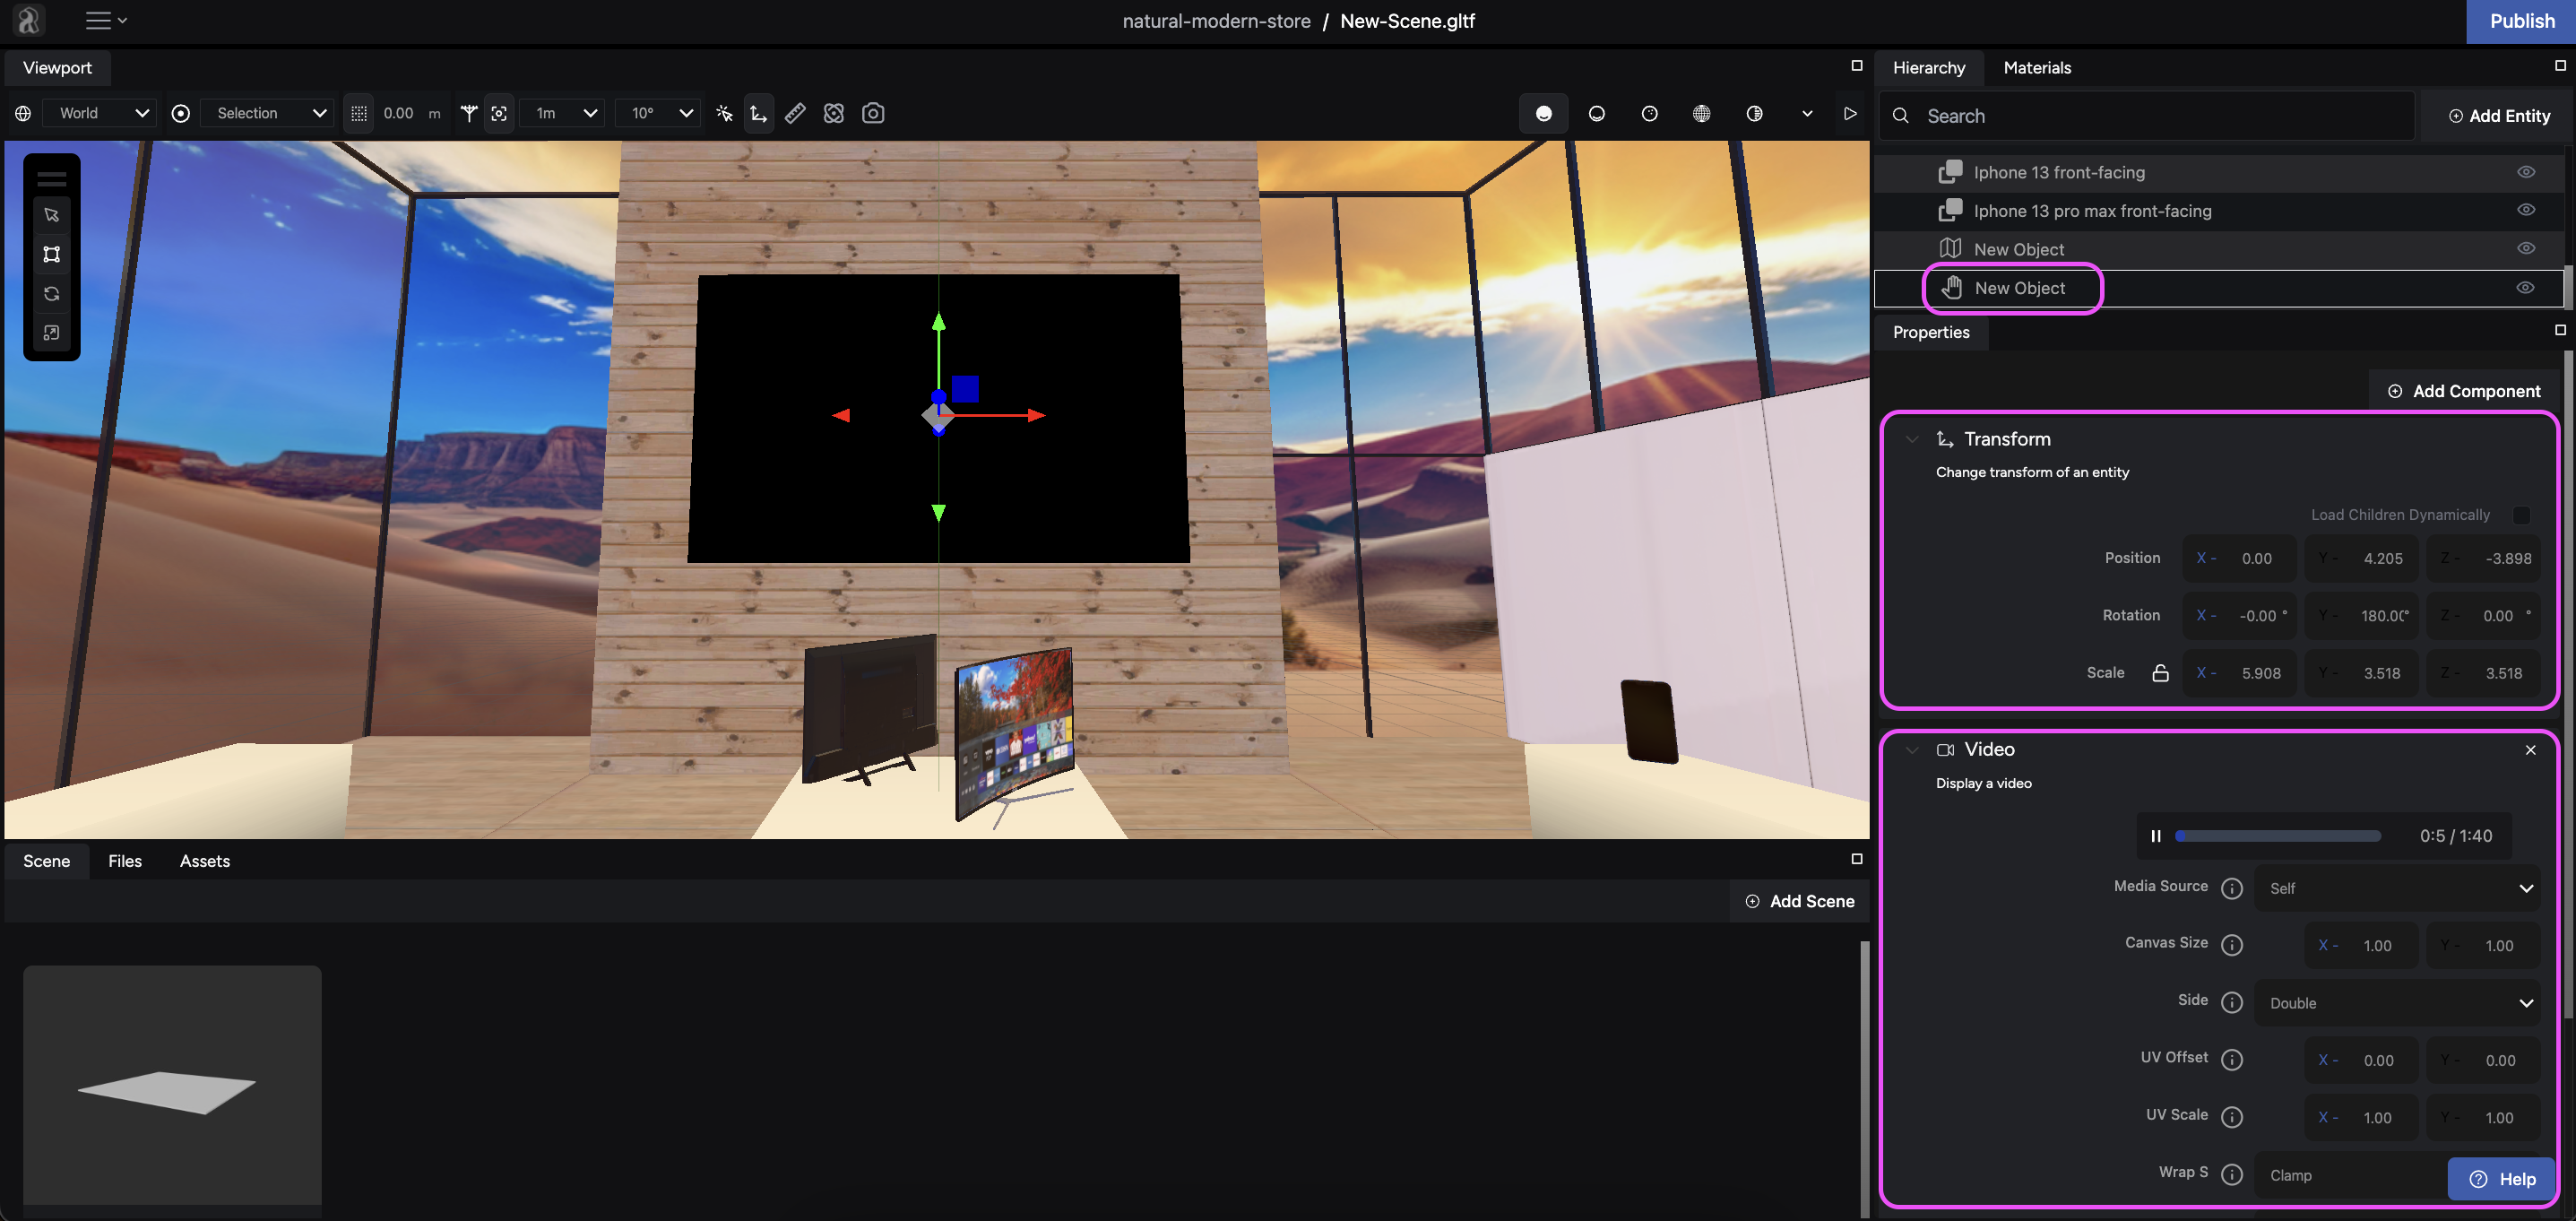 natural-modern-store / New-Scene.gltf
Publish
Viewport
World
Selection
0.00 m
1m
10°
Hierarchy
Materials
Search
Add Entity
Iphone 13 front-facing
Iphone 13 pro max front-facing
New Object
New Object
Properties
Add Component
Transform
Change transform of an entity
Load Children Dynamically
Position X - 0.00 Y - 4.205 Z - -3.898
Rotation X - -0.00 ° Y - 180.00° Z - 0.00 °
Scale X - 5.908 Y - 3.518 Z - 3.518
Video
Display a video
0:5 / 1:40
Media Source Self
Canvas Size X - 1.00 Y - 1.00
Side Double
UV Offset X - 0.00 Y - 0.00
UV Scale X - 1.00 Y - 1.00
Wrap S Clamp
Help
Scene
Files
Assets
Add Scene